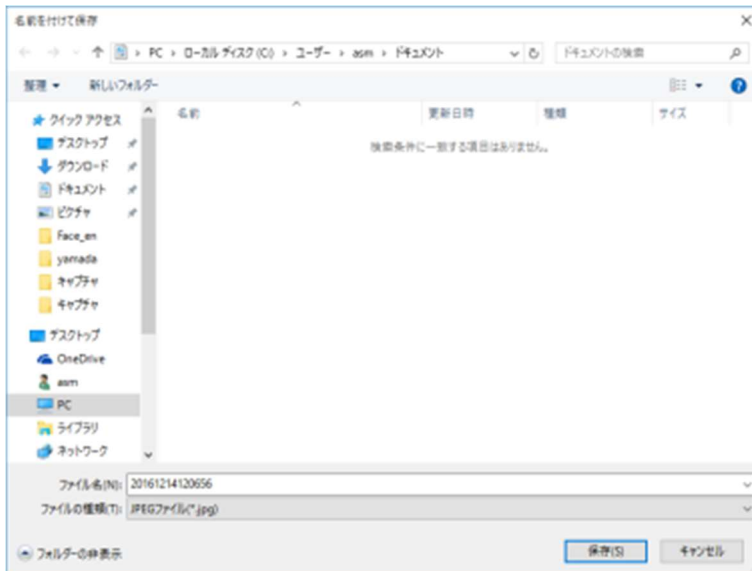 名前を付けて保存
PC › ローカル ディスク (C:) › ユーザー › asm › ドキュメント
ドキュメントの検索
整理 新しいフォルダー
名前 更新日時 種類 サイズ
検索条件に一致する項目はありません。
クイック アクセス
デスクトップ
ダウンロード
ドキュメント
ピクチャ
Face_en
yamada
キャプチャ
キャプチャ
デスクトップ
OneDrive
asm
PC
ライブラリ
ネットワーク
ファイル名(N): 20161214120656
ファイルの種類(T): JPEGファイル(*.jpg)
フォルダーの非表示
保存(S) キャンセル